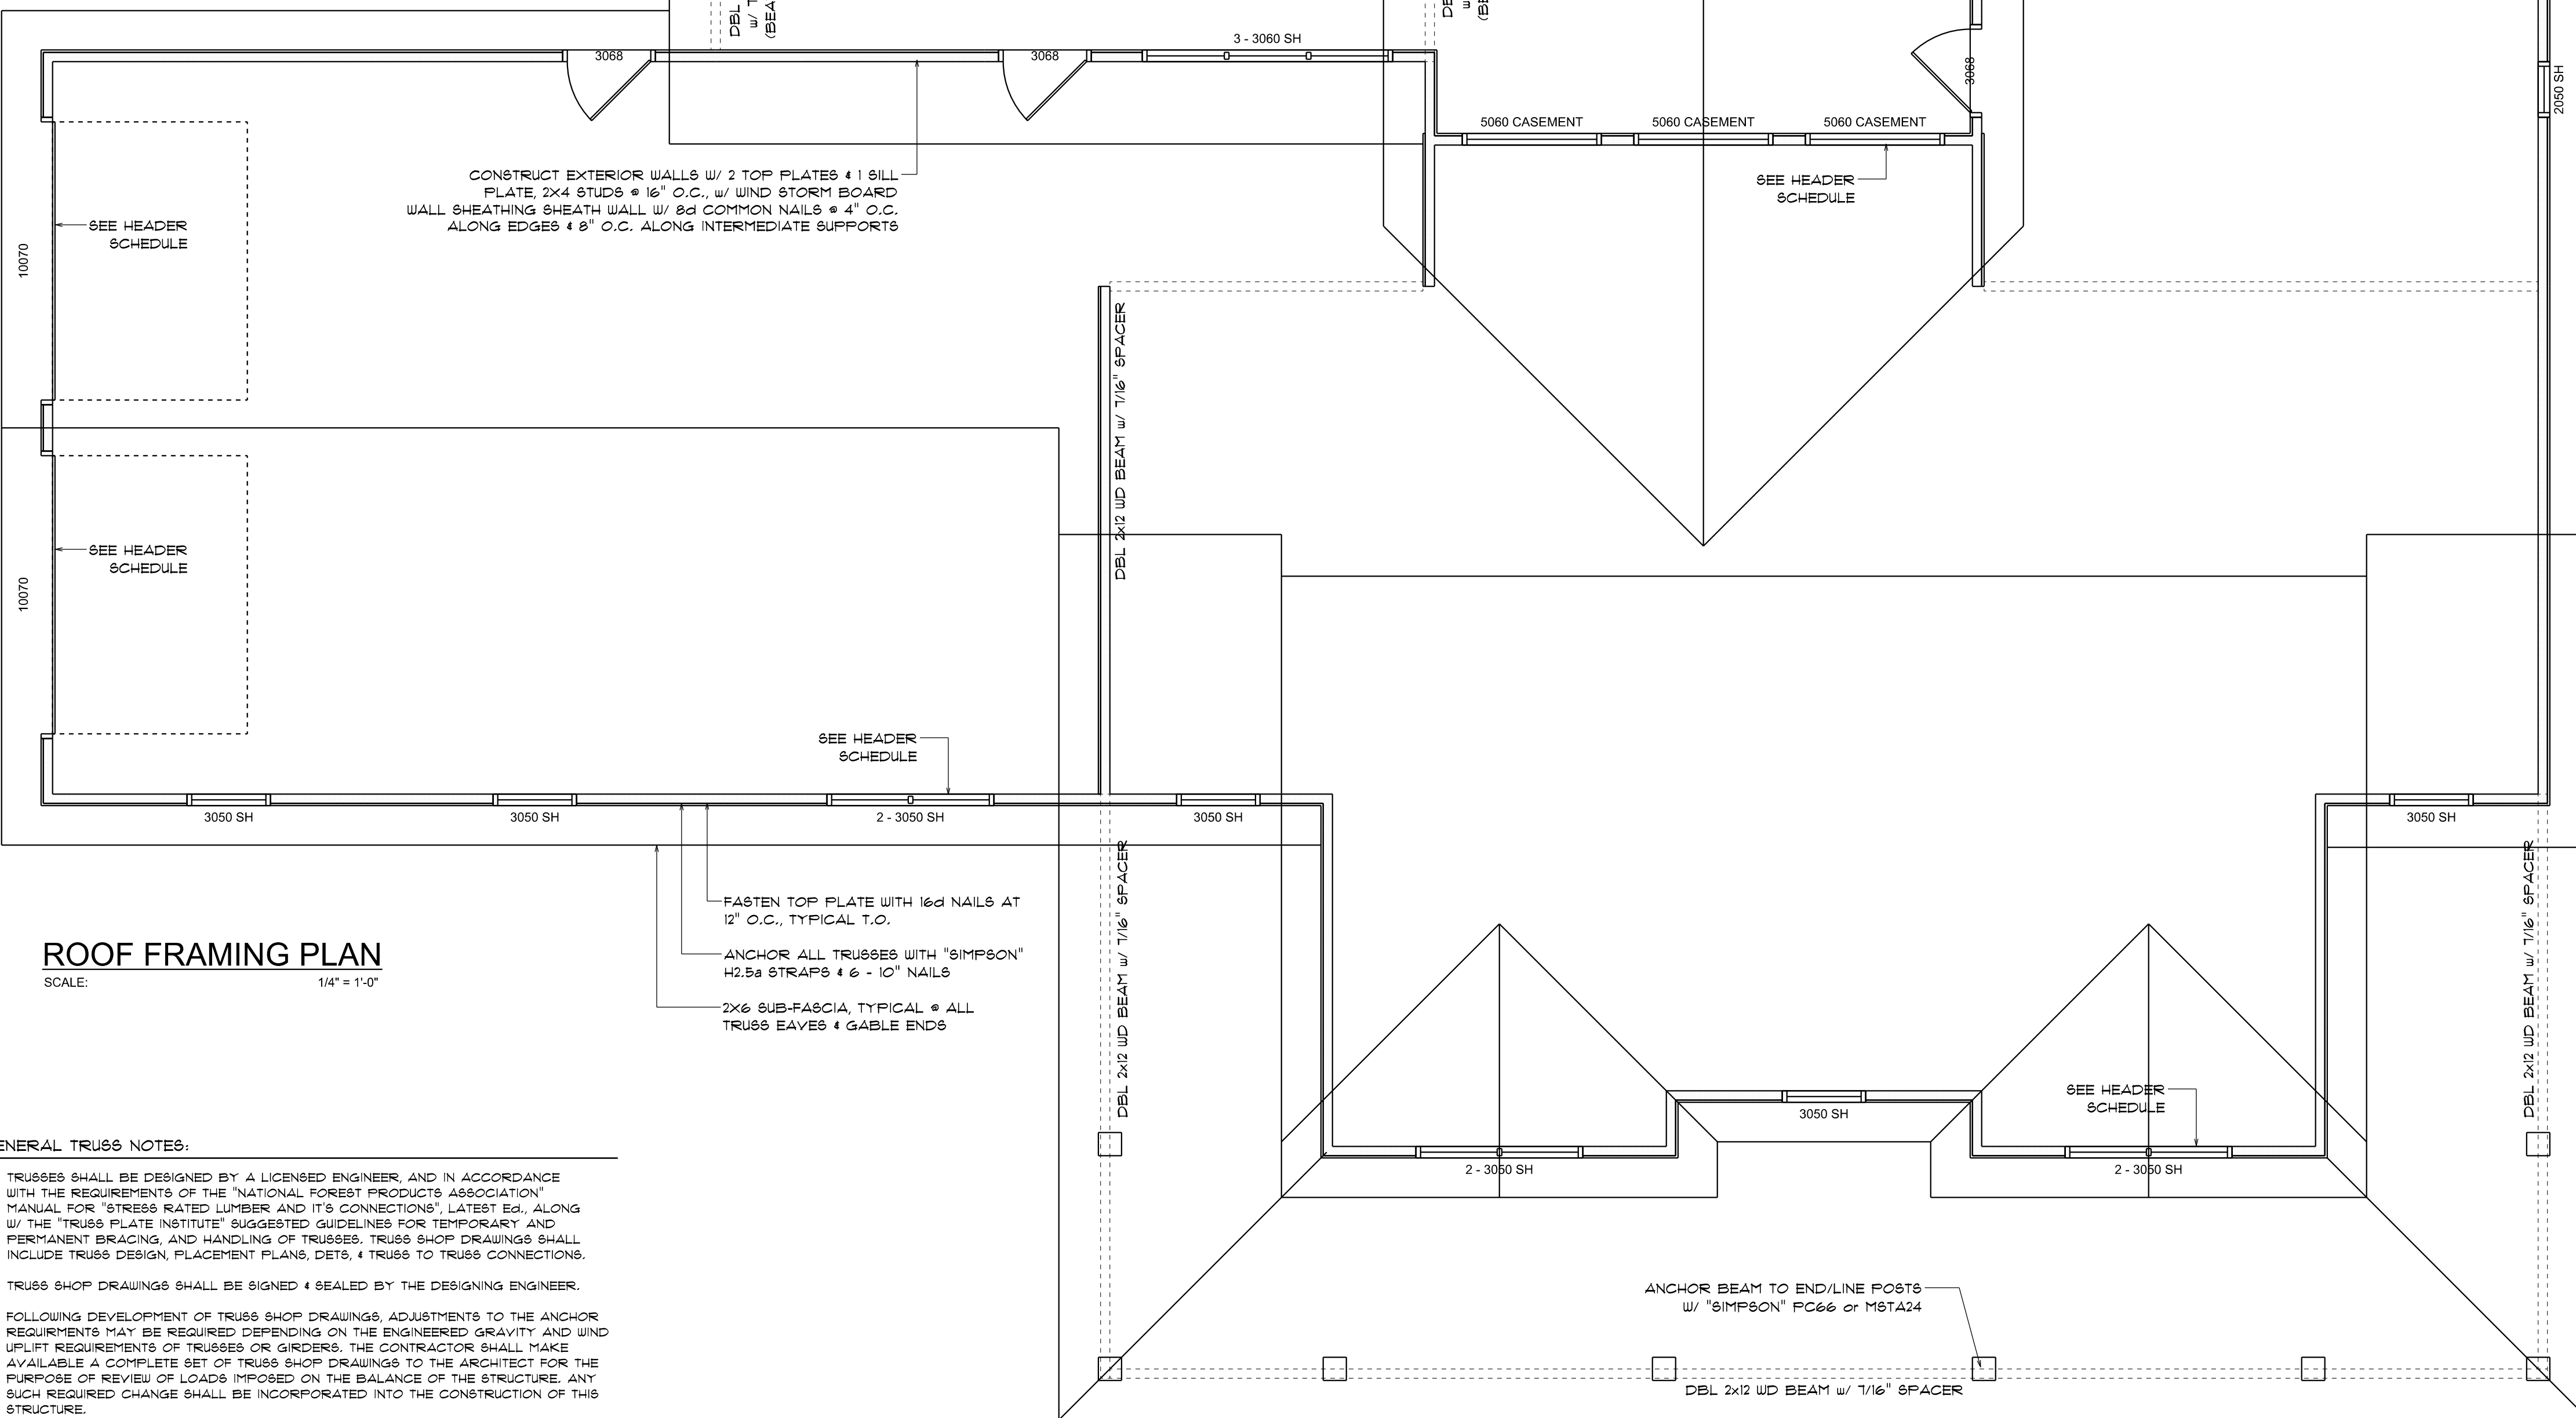 DBL
w/ T
(BEA
DB
w
(BE
3068
3068
3 - 3060 SH
3068
2050 SH
5060 CASEMENT
5060 CASEMENT
5060 CASEMENT
CONSTRUCT EXTERIOR WALLS W/ 2 TOP PLATES & 1 SILL
PLATE, 2X4 STUDS @ 16" O.C., w/ WIND STORM BOARD
WALL SHEATHING SHEATH WALL W/ 8d COMMON NAILS @ 4" O.C.
ALONG EDGES & 8" O.C. ALONG INTERMEDIATE SUPPORTS
SEE HEADER
SCHEDULE
10070
SEE HEADER
SCHEDULE
DBL 2x12 WD BEAM w/ 7/16" SPACER
10070
SEE HEADER
SCHEDULE
SEE HEADER
SCHEDULE
3050 SH
3050 SH
2 - 3050 SH
3050 SH
3050 SH
DBL 2x12 WD BEAM w/ 7/16" SPACER
DBL 2x12 WD BEAM w/ 7/16" SPACER
FASTEN TOP PLATE WITH 16d NAILS AT
12" O.C., TYPICAL T.O.
ANCHOR ALL TRUSSES WITH "SIMPSON"
H2.5a STRAPS & 6 - 10" NAILS
2X6 SUB-FASCIA, TYPICAL @ ALL
TRUSS EAVES & GABLE ENDS
ROOF FRAMING PLAN
SCALE: 1/4" = 1'-0"
SEE HEADER
SCHEDULE
3050 SH
2 - 3050 SH
2 - 3050 SH
ENERAL TRUSS NOTES:
TRUSSES SHALL BE DESIGNED BY A LICENSED ENGINEER, AND IN ACCORDANCE
WITH THE REQUIREMENTS OF THE "NATIONAL FOREST PRODUCTS ASSOCIATION"
MANUAL FOR "STRESS RATED LUMBER AND IT'S CONNECTIONS", LATEST Ed., ALONG
W/ THE "TRUSS PLATE INSTITUTE" SUGGESTED GUIDELINES FOR TEMPORARY AND
PERMANENT BRACING, AND HANDLING OF TRUSSES. TRUSS SHOP DRAWINGS SHALL
INCLUDE TRUSS DESIGN, PLACEMENT PLANS, DETS, & TRUSS TO TRUSS CONNECTIONS.
TRUSS SHOP DRAWINGS SHALL BE SIGNED & SEALED BY THE DESIGNING ENGINEER.
FOLLOWING DEVELOPMENT OF TRUSS SHOP DRAWINGS, ADJUSTMENTS TO THE ANCHOR
REQUIRMENTS MAY BE REQUIRED DEPENDING ON THE ENGINEERED GRAVITY AND WIND
UPLIFT REQUIREMENTS OF TRUSSES OR GIRDERS. THE CONTRACTOR SHALL MAKE
AVAILABLE A COMPLETE SET OF TRUSS SHOP DRAWINGS TO THE ARCHITECT FOR THE
PURPOSE OF REVIEW OF LOADS IMPOSED ON THE BALANCE OF THE STRUCTURE. ANY
SUCH REQUIRED CHANGE SHALL BE INCORPORATED INTO THE CONSTRUCTION OF THIS
STRUCTURE.
ANCHOR BEAM TO END/LINE POSTS
W/ "SIMPSON" PC66 or MSTA24
DBL 2x12 WD BEAM w/ 7/16" SPACER